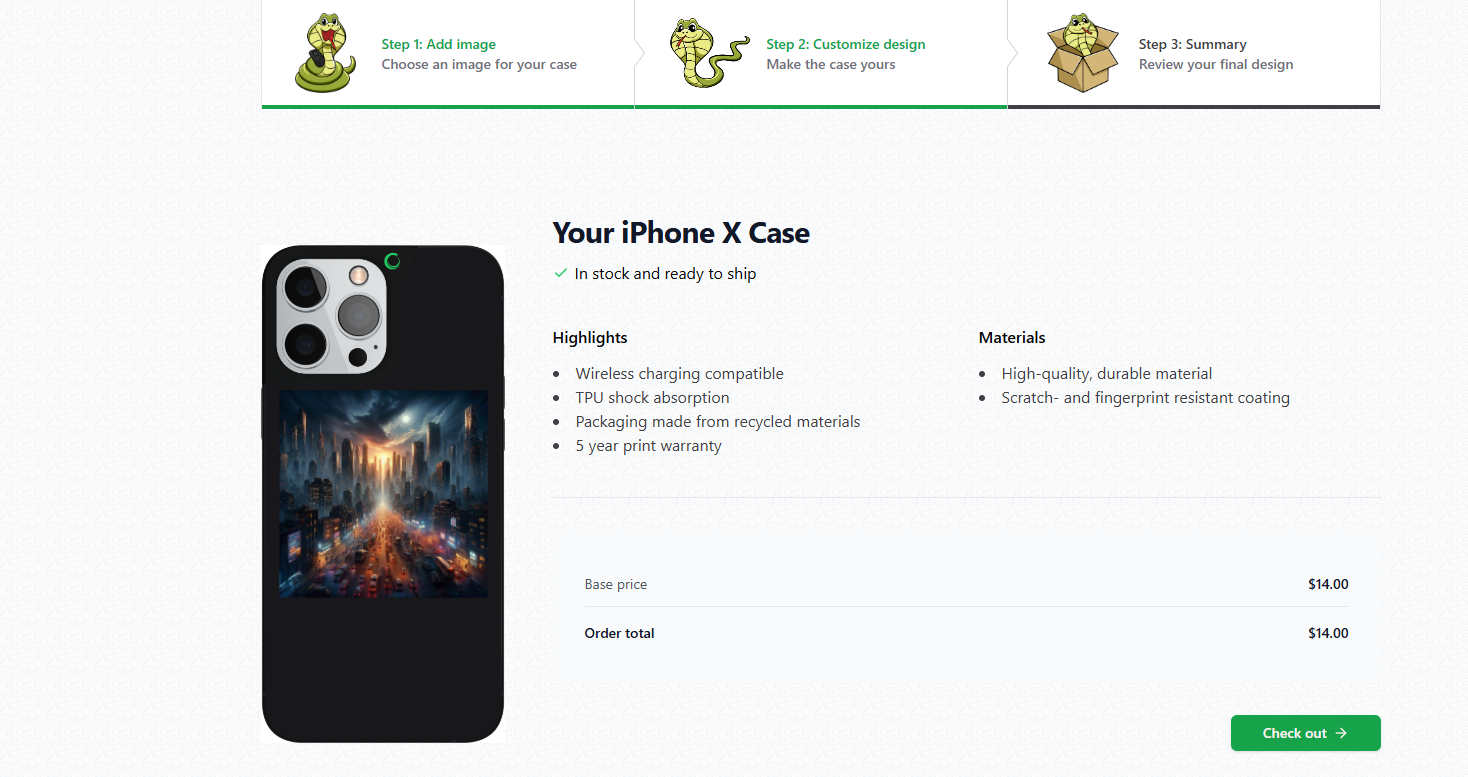 Step 1: Add image
Choose an image for your case
Step 2: Customize design
Make the case yours
Step 3: Summary
Review your final design
Your iPhone X Case
In stock and ready to ship
Highlights
Wireless charging compatible
TPU shock absorption
Packaging made from recycled materials
5 year print warranty
Materials
High-quality, durable material
Scratch- and fingerprint resistant coating
Base price $14.00
Order total $14.00
Check out →